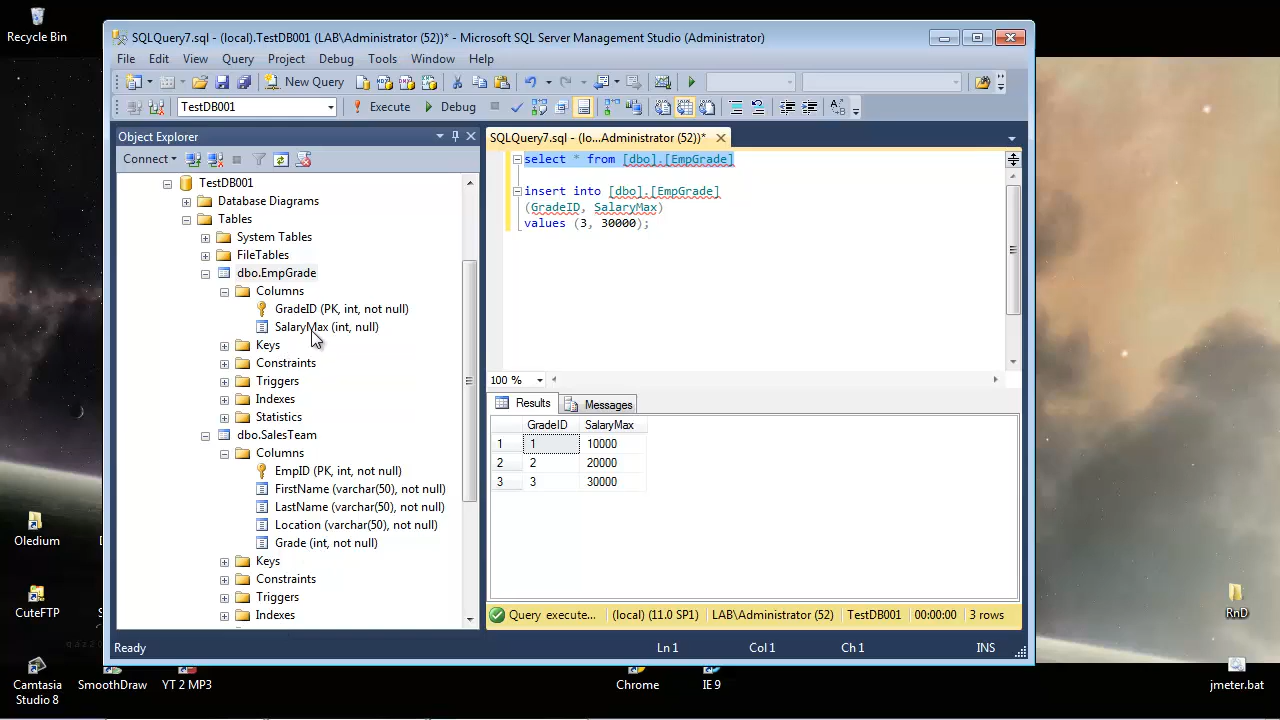 Recycle Bin
SQLQuery7.sql - (local).TestDB001 (LAB\Administrator (52))* - Microsoft SQL Server Management Studio (Administrator)
File Edit View Query Project Debug Tools Window Help
New Query
TestDB001 Execute Debug
Object Explorer
Connect
TestDB001
Database Diagrams
Tables
System Tables
FileTables
dbo.EmpGrade
Columns
GradeID (PK, int, not null)
SalaryMax (int, null)
Keys
Constraints
Triggers
Indexes
Statistics
dbo.SalesTeam
Columns
EmpID (PK, int, not null)
FirstName (varchar(50), not null)
LastName (varchar(50), not null)
Location (varchar(50), not null)
Grade (int, not null)
Keys
Constraints
Triggers
Indexes
SQLQuery7.sql - (lo...Administrator (52))*
select * from [dbo].[EmpGrade]
insert into [dbo].[EmpGrade]
(GradeID, SalaryMax)
values (3, 30000);
100 %
Results Messages
GradeID SalaryMax
1 1 10000
2 2 20000
3 3 30000
Query execute... (local) (11.0 SP1) LAB\Administrator (52) TestDB001 00:00:00 3 rows
Ready Ln 1 Col 1 Ch 1 INS
Oledium
CuteFTP
Camtasia
Studio 8
SmoothDraw
YT 2 MP3
Chrome
IE 9
RnD
jmeter.bat